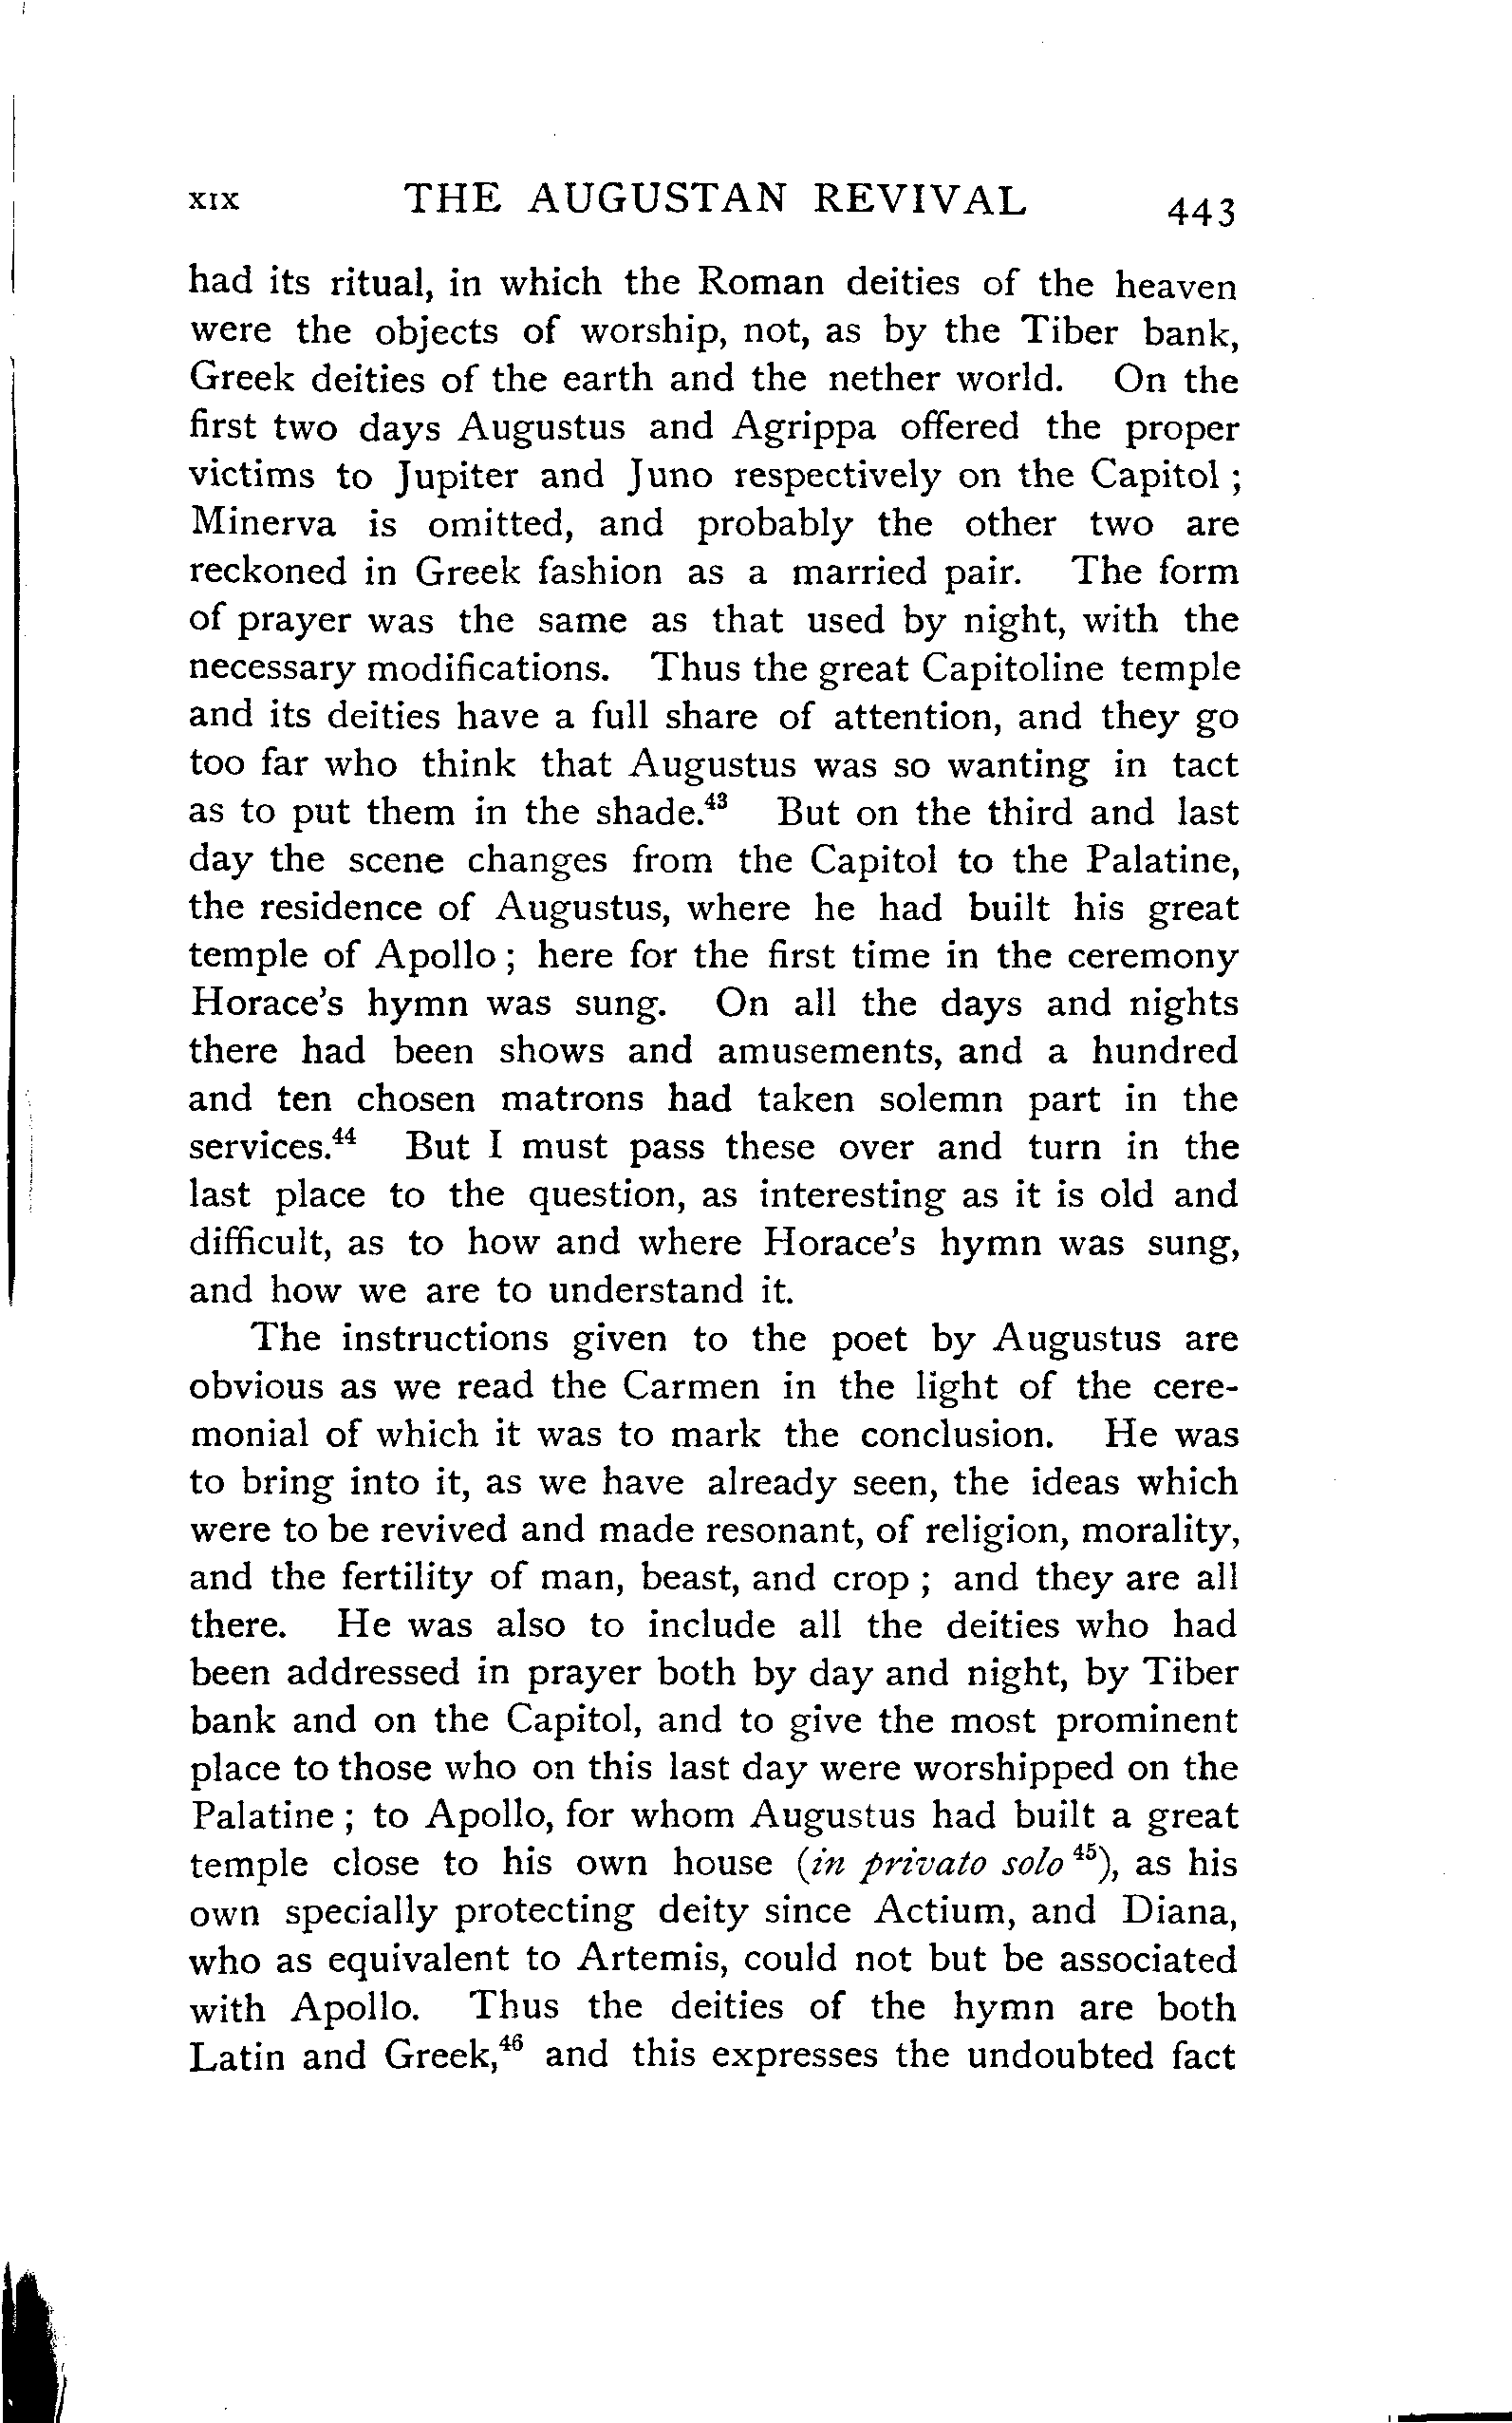 xix THE AUGUSTAN REVIVAL 443
had its ritual, in which the Roman deities of the heaven
were the objects of worship, not, as by the Tiber bank,
Greek deities of the earth and the nether world. On the
first two days Augustus and Agrippa offered the proper
victims to Jupiter and Juno respectively on the Capitol ;
Minerva is omitted, and probably the other two are
reckoned in Greek fashion as a married pair. The form
of prayer was the same as that used by night, with the
necessary modifications. Thus the great Capitoline temple
and its deities have a full share of attention, and they go
too far who think that Augustus was so wanting in tact
as to put them in the shade.⁴³ But on the third and last
day the scene changes from the Capitol to the Palatine,
the residence of Augustus, where he had built his great
temple of Apollo ; here for the first time in the ceremony
Horace's hymn was sung. On all the days and nights
there had been shows and amusements, and a hundred
and ten chosen matrons had taken solemn part in the
services.⁴⁴ But I must pass these over and turn in the
last place to the question, as interesting as it is old and
difficult, as to how and where Horace's hymn was sung,
and how we are to understand it.
The instructions given to the poet by Augustus are
obvious as we read the Carmen in the light of the cere-
monial of which it was to mark the conclusion. He was
to bring into it, as we have already seen, the ideas which
were to be revived and made resonant, of religion, morality,
and the fertility of man, beast, and crop ; and they are all
there. He was also to include all the deities who had
been addressed in prayer both by day and night, by Tiber
bank and on the Capitol, and to give the most prominent
place to those who on this last day were worshipped on the
Palatine ; to Apollo, for whom Augustus had built a great
temple close to his own house (in privato solo ⁴⁵), as his
own specially protecting deity since Actium, and Diana,
who as equivalent to Artemis, could not but be associated
with Apollo. Thus the deities of the hymn are both
Latin and Greek,⁴⁶ and this expresses the undoubted fact